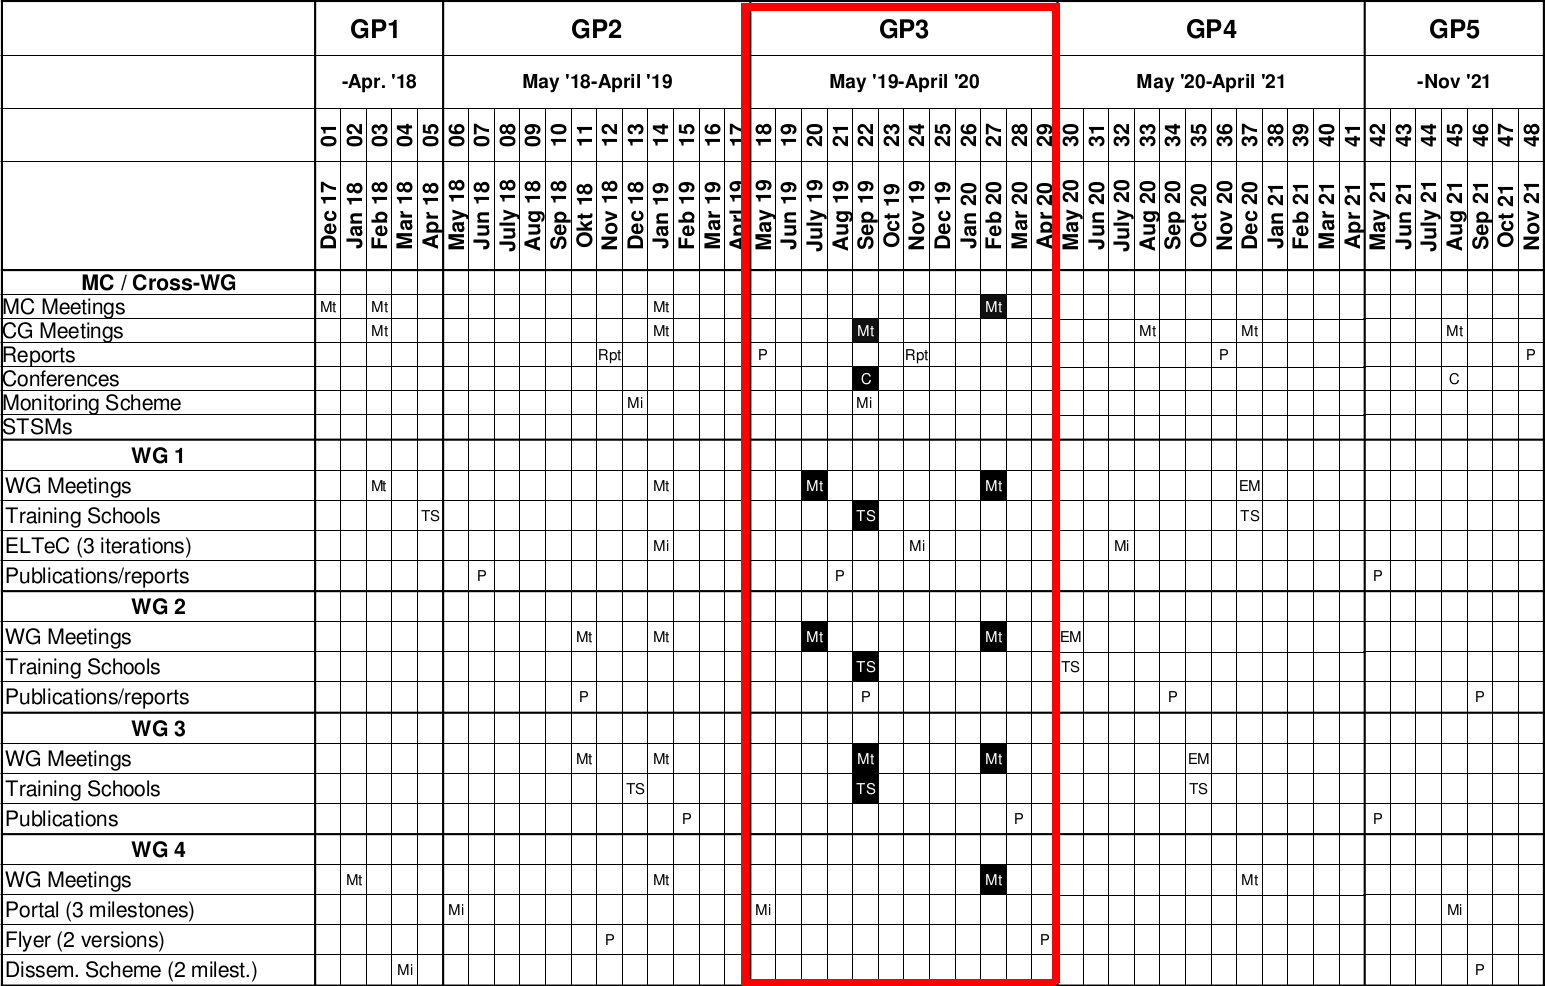 GP1 GP2 GP3 GP4 GP5
-Apr. '18 May '18-April '19 May '19-April '20 May '20-April '21 -Nov '21
01 02 03 04 05 06 07 08 09 10 11 12 13 14 15 16 17 18 19 20 21 22 23 24 25 26 27 28 29 30 31 32 33 34 35 36 37 38 39 40 41 42 43 44 45 46 47 48
Dec 17 Jan 18 Feb 18 Mar 18 Apr 18 May 18 Jun 18 July 18 Aug 18 Sep 18 Okt 18 Nov 18 Dec 18 Jan 19 Feb 19 Mar 19 Aprl 19 May 19 Jun 19 July 19 Aug 19 Sep 19 Oct 19 Nov 19 Dec 19 Jan 20 Feb 20 Mar 20 Apr 20 May 20 Jun 20 July 20 Aug 20 Sep 20 Oct 20 Nov 20 Dec 20 Jan 21 Feb 21 Mar 21 Apr 21 May 21 Jun 21 July 21 Aug 21 Sep 21 Oct 21 Nov 21
MC / Cross-WG
MC Meetings Mt Mt Mt Mt
CG Meetings Mt Mt Mt Mt Mt Mt
Reports Rpt P Rpt P P
Conferences C C
Monitoring Scheme Mi Mi
STSMs
WG 1
WG Meetings Mt Mt Mt Mt EM
Training Schools TS TS TS
ELTeC (3 iterations) Mi Mi Mi
Publications/reports P P P
WG 2
WG Meetings Mt Mt Mt Mt EM
Training Schools TS TS
Publications/reports P P P P
WG 3
WG Meetings Mt Mt Mt Mt EM
Training Schools TS TS TS
Publications P P P
WG 4
WG Meetings Mt Mt Mt Mt
Portal (3 milestones) Mi Mi Mi
Flyer (2 versions) P P
Dissem. Scheme (2 milest.) Mi P